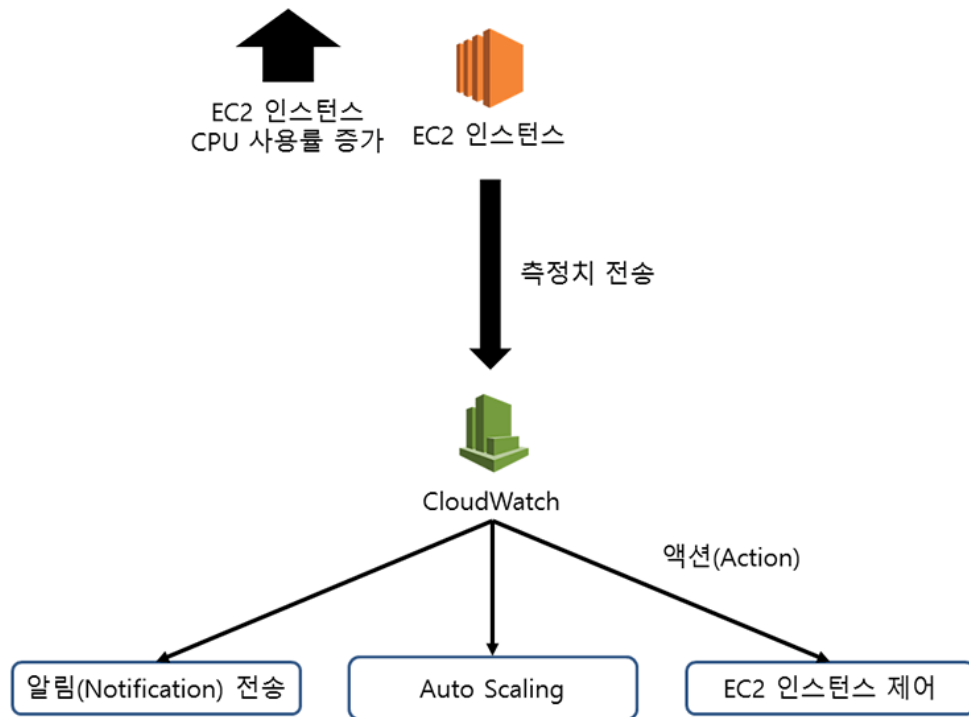 EC2 인스턴스
CPU 사용률 증가
EC2 인스턴스
측정치 전송
CloudWatch
액션(Action)
알림(Notification) 전송
Auto Scaling
EC2 인스턴스 제어